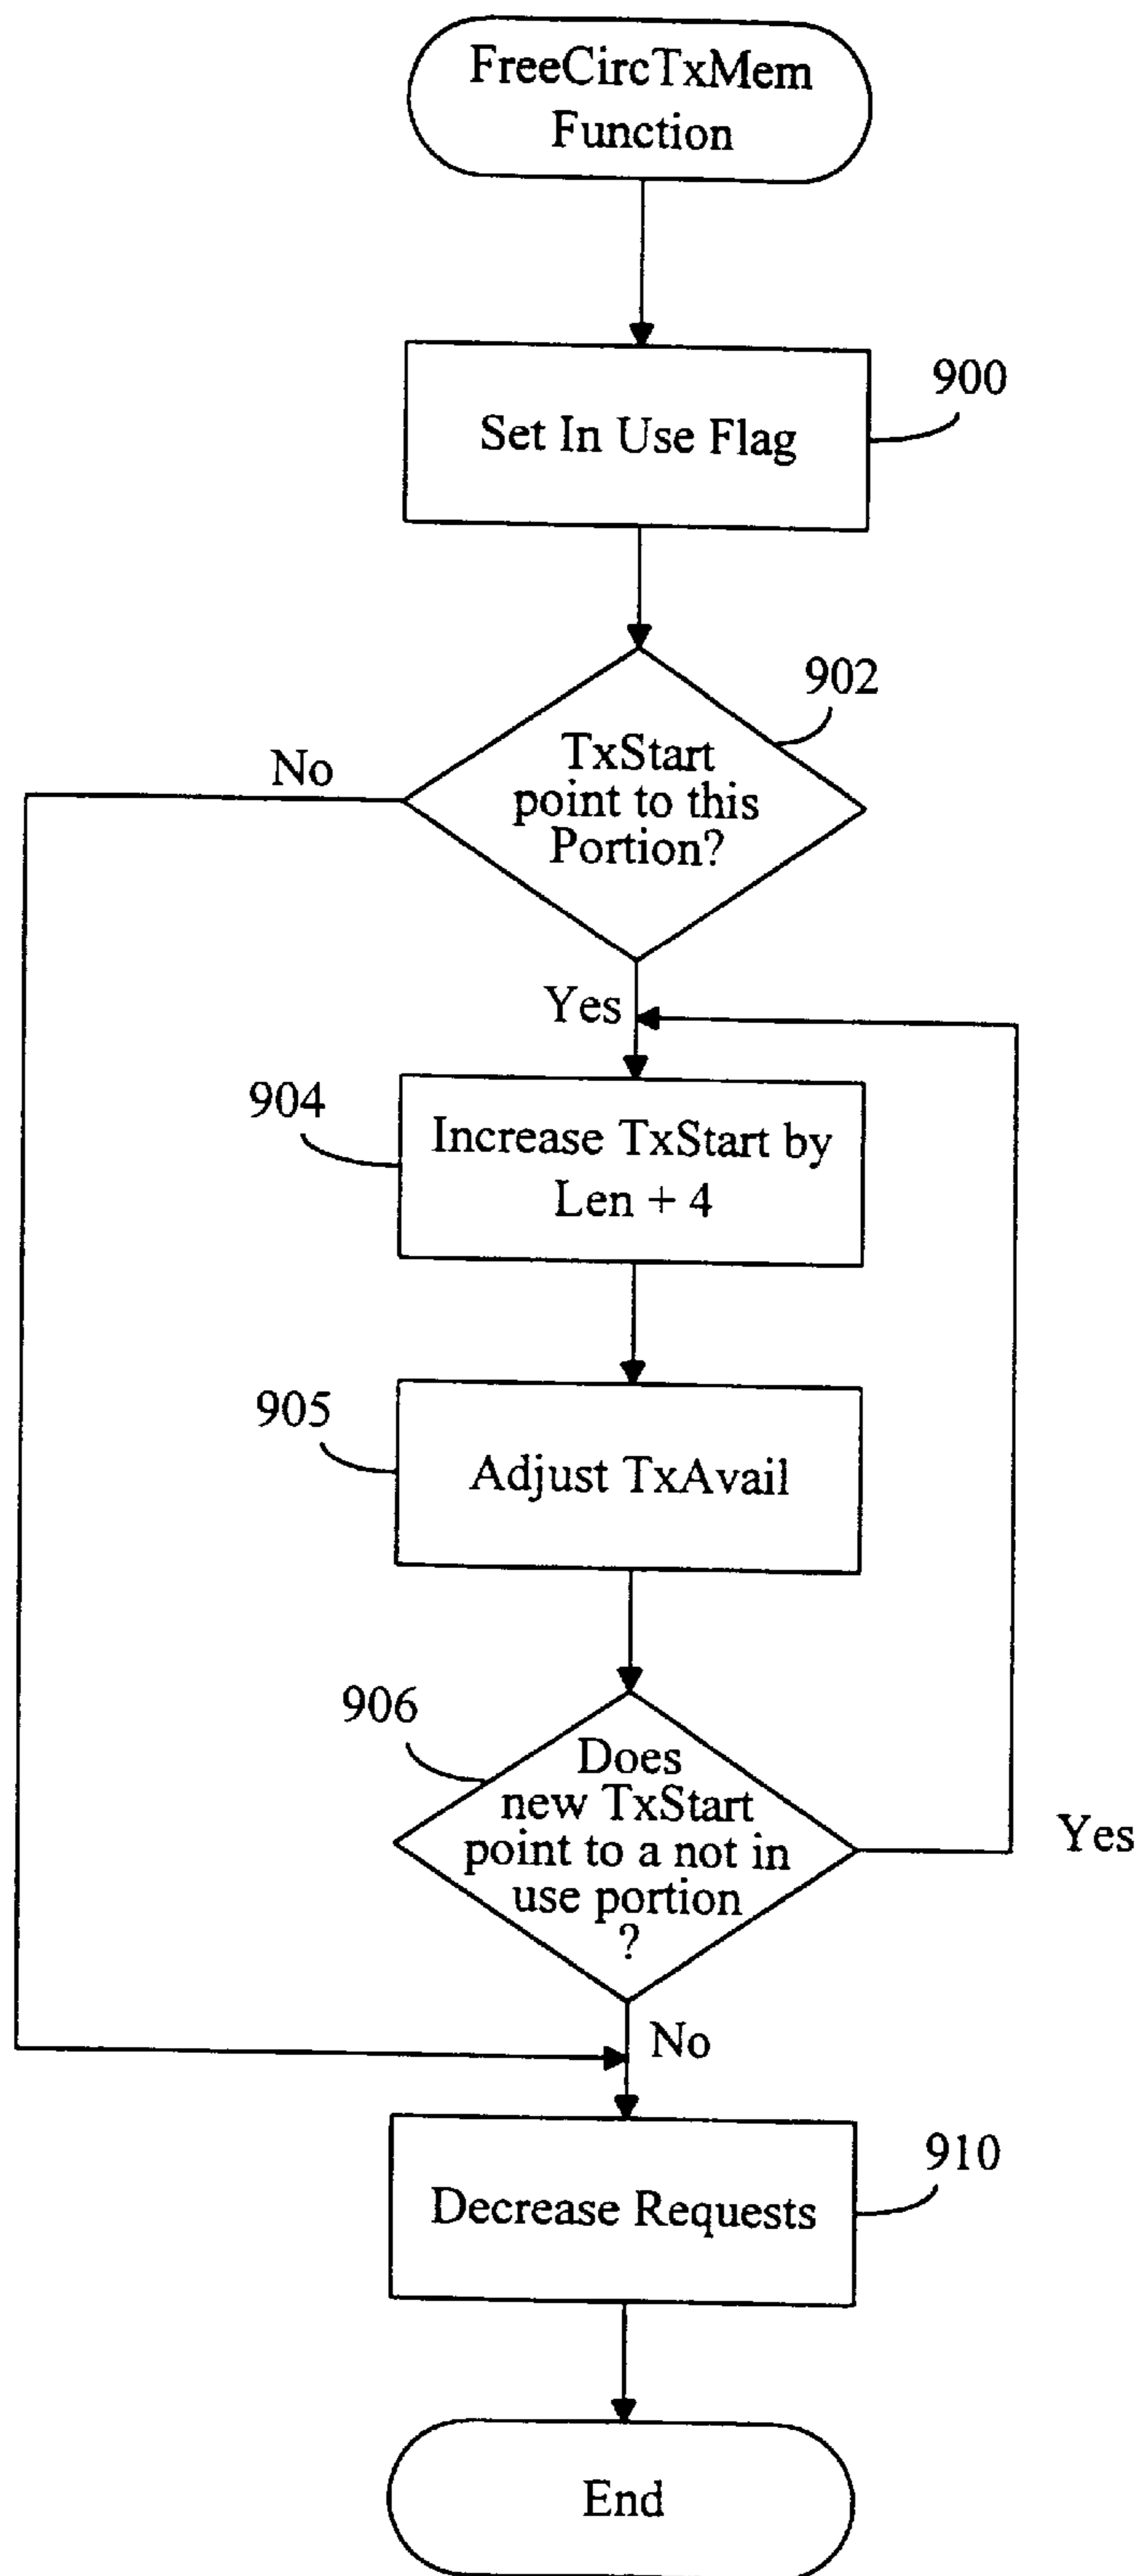 FreeCircTxMem
Function
900
Set In Use Flag
902
No
TxStart
point to this
Portion?
Yes
904
Increase TxStart by
Len + 4
905
Adjust TxAvail
906
Does
new TxStart
point to a not in
use portion
?
Yes
No
910
Decrease Requests
End